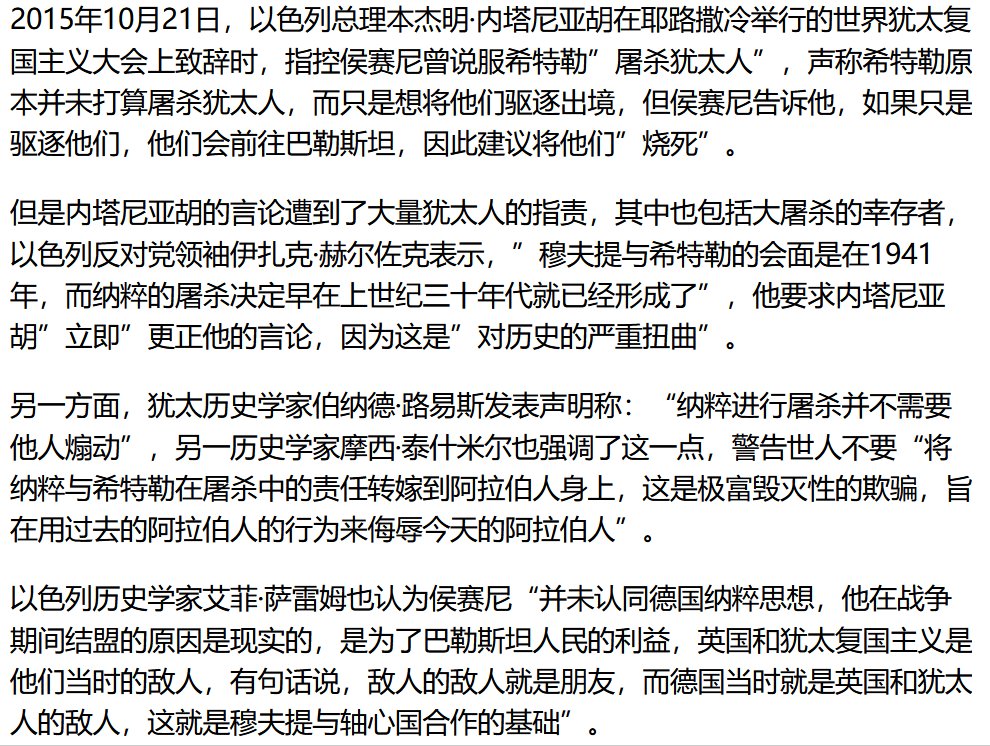 2015年10月21日，以色列总理本杰明·内塔尼亚胡在耶路撒冷举行的世界犹太复
国主义大会上致辞时，指控侯赛尼曾说服希特勒”屠杀犹太人”，声称希特勒原
本并未打算屠杀犹太人，而只是想将他们驱逐出境，但侯赛尼告诉他，如果只是
驱逐他们，他们会前往巴勒斯坦，因此建议将他们”烧死”。
但是内塔尼亚胡的言论遭到了大量犹太人的指责，其中也包括大屠杀的幸存者，
以色列反对党领袖伊扎克·赫尔佐克表示，”穆夫提与希特勒的会面是在1941
年，而纳粹的屠杀决定早在上世纪三十年代就已经形成了”，他要求内塔尼亚
胡”立即”更正他的言论，因为这是”对历史的严重扭曲”。
另一方面，犹太历史学家伯纳德·路易斯发表声明称：“纳粹进行屠杀并不需要
他人煽动”，另一历史学家摩西·泰什米尔也强调了这一点，警告世人不要“将
纳粹与希特勒在屠杀中的责任转嫁到阿拉伯人身上，这是极富毁灭性的欺骗，旨
在用过去的阿拉伯人的行为来侮辱今天的阿拉伯人”。
以色列历史学家艾菲·萨雷姆也认为侯赛尼“并未认同德国纳粹思想，他在战争
期间结盟的原因是现实的，是为了巴勒斯坦人民的利益，英国和犹太复国主义是
他们当时的敌人，有句话说，敌人的敌人就是朋友，而德国当时就是英国和犹太
人的敌人，这就是穆夫提与轴心国合作的基础”。